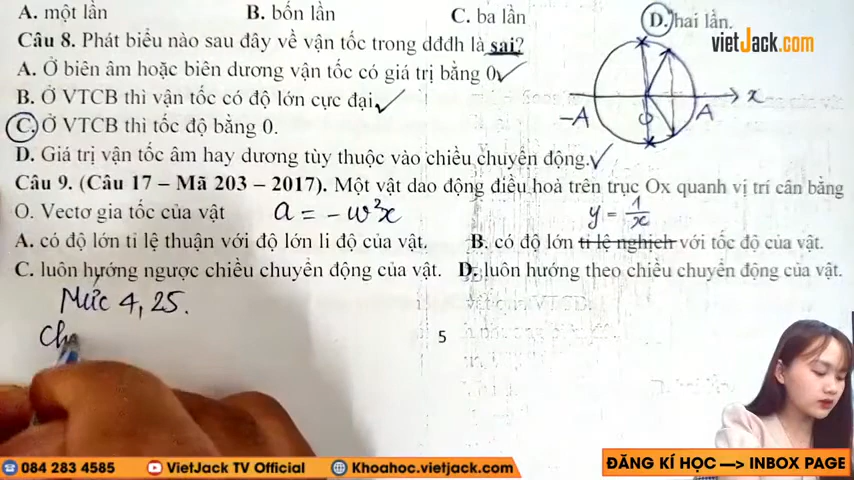 A. một lần B. bốn lần C. ba lần D. hai lần.
vietJack.com
Câu 8. Phát biểu nào sau đây về vận tốc trong dđđh là sai?
A. Ở biên âm hoặc biên dương vận tốc có giá trị bằng 0
B. Ở VTCB thì vận tốc có độ lớn cực đại
-A O A x
C. Ở VTCB thì tốc độ bằng 0.
D. Giá trị vận tốc âm hay dương tùy thuộc vào chiều chuyển động.
Câu 9. (Câu 17 – Mã 203 – 2017). Một vật dao động điều hoà trên trục Ox quanh vị trí cân bằng
O. Vectơ gia tốc của vật a = -ω²x y = 1/x
A. có độ lớn tỉ lệ thuận với độ lớn li độ của vật. B. có độ lớn tỉ lệ nghịch với tốc độ của vật.
C. luôn hướng ngược chiều chuyển động của vật. D. luôn hướng theo chiều chuyển động của vật.
Mức 4, 25.
5
084 283 4585 VietJack TV Official Khoahoc.vietjack.com
ĐĂNG KÍ HỌC —> INBOX PAGE